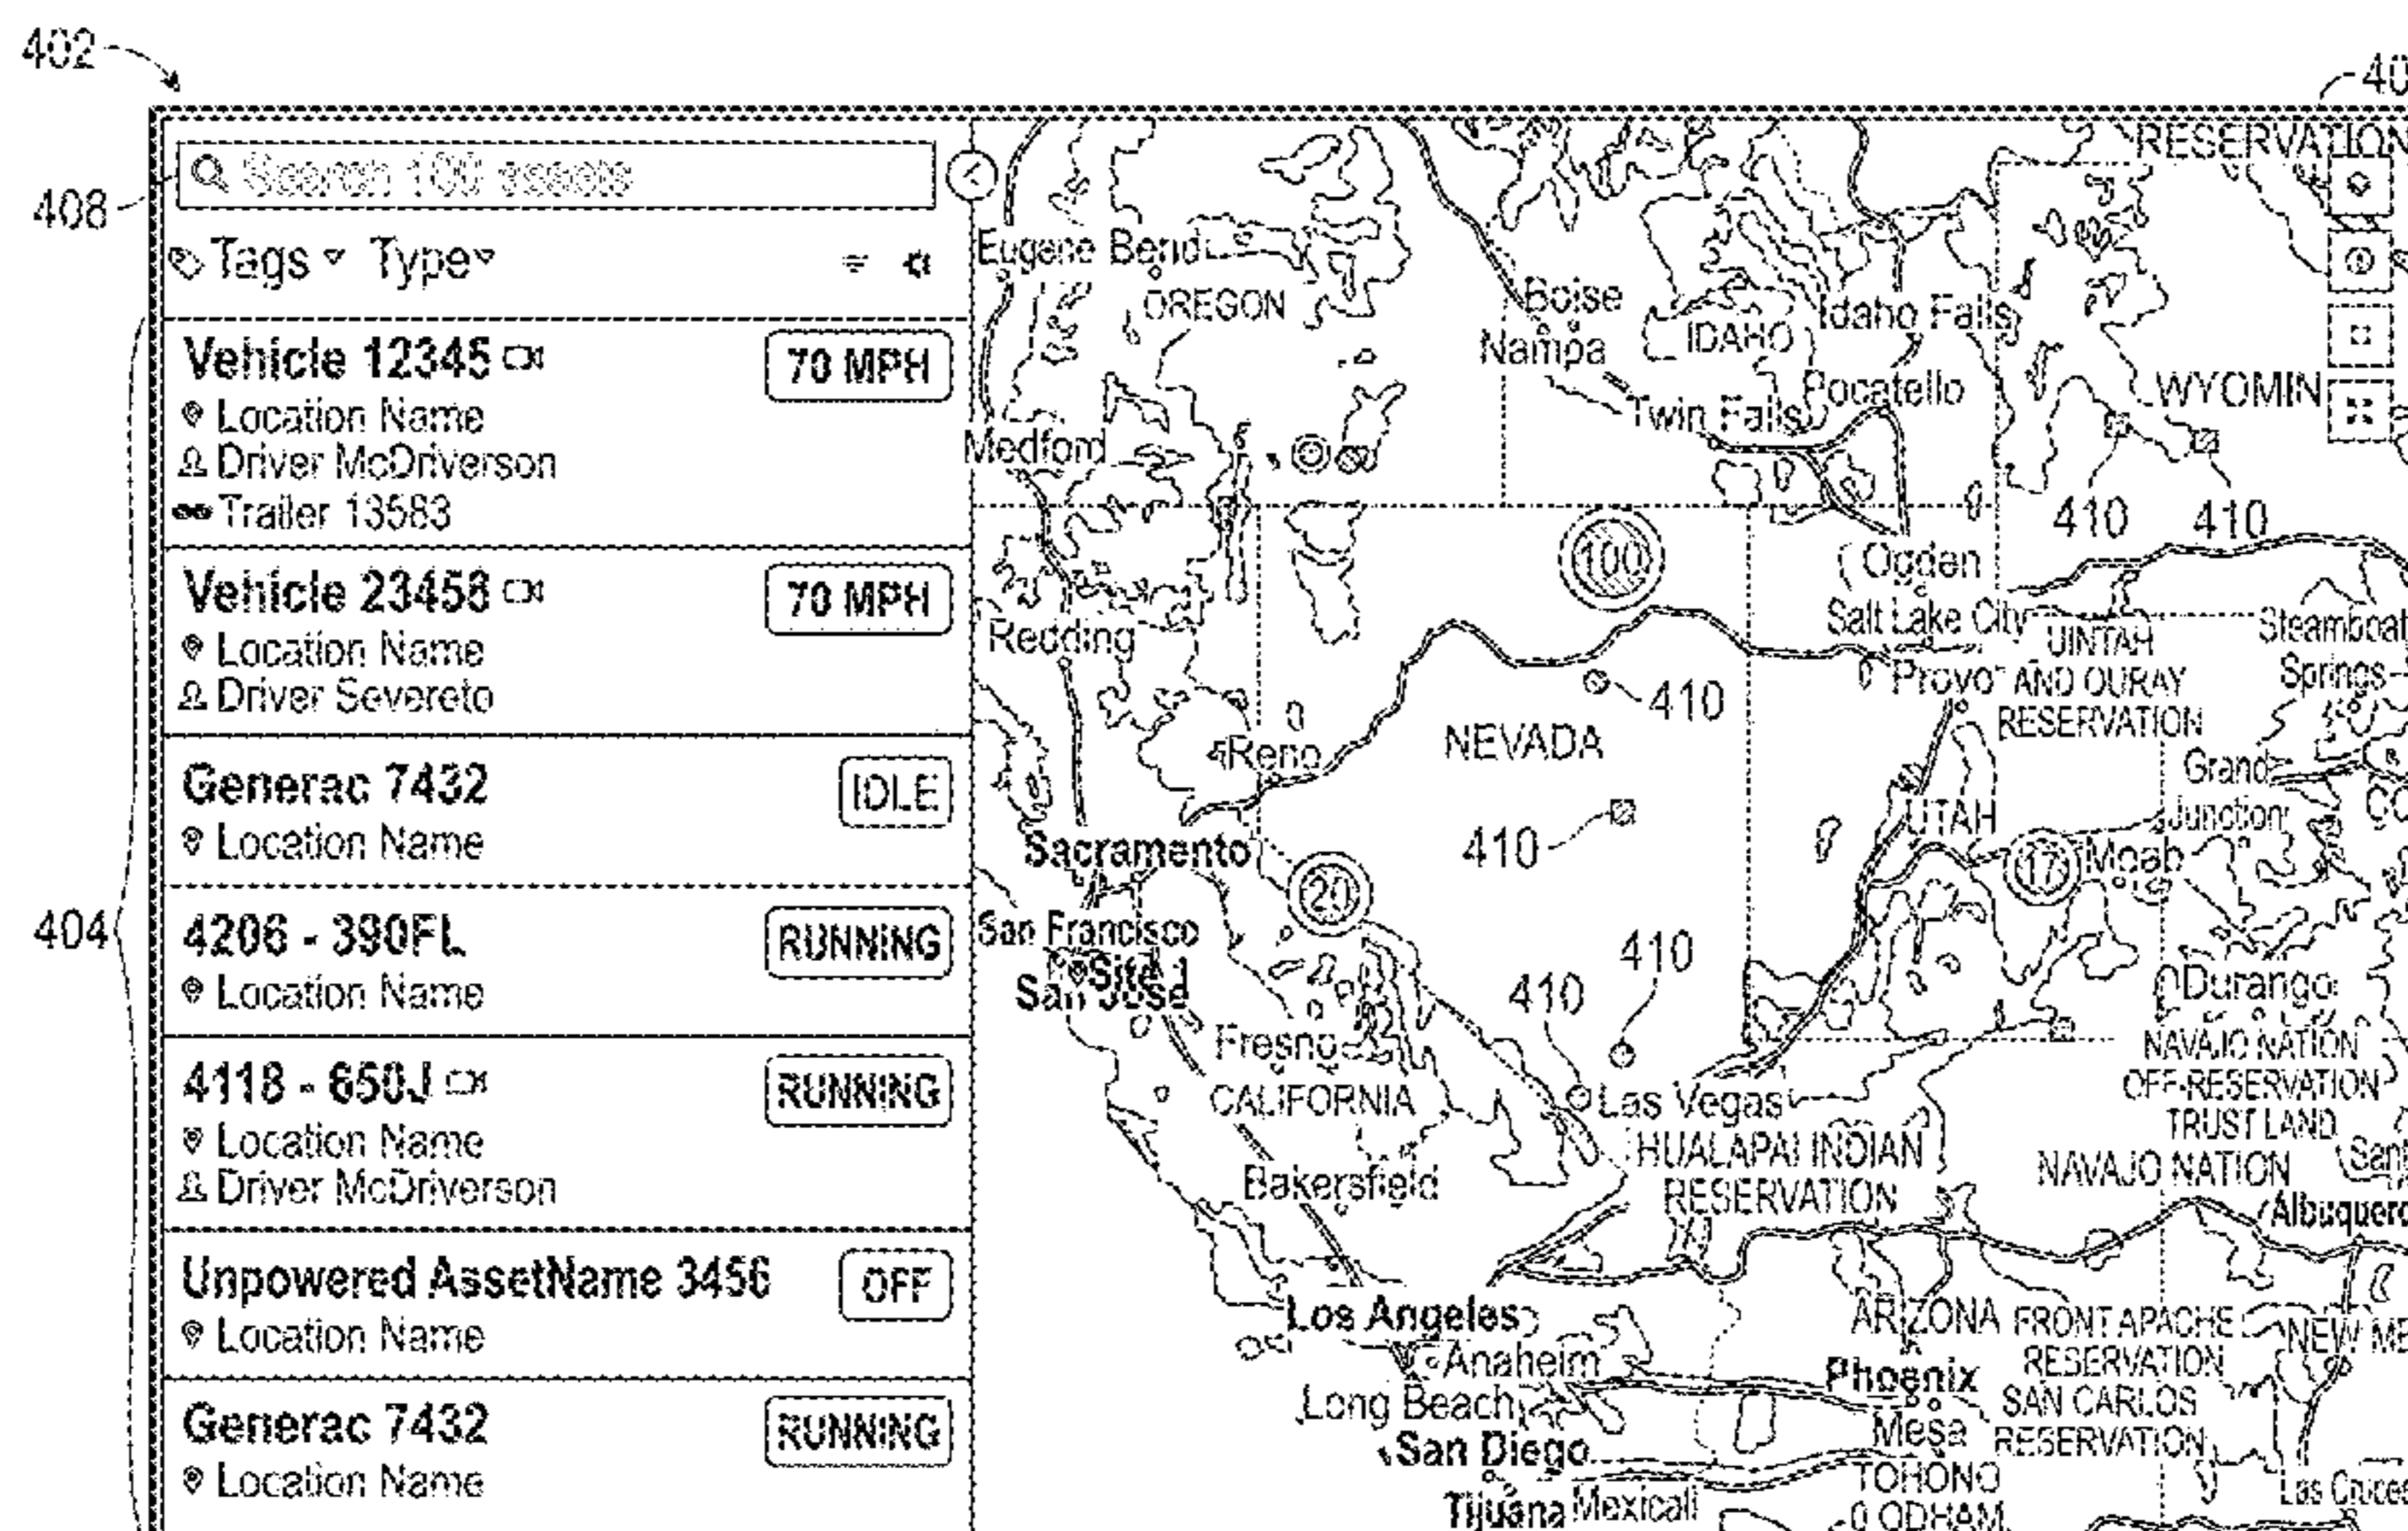 402
408
Search 100 assets
Tags Type
404
Vehicle 12345
70 MPH
Location Name
Driver McDriverson
Trailer 13583
Vehicle 23458
70 MPH
Location Name
Driver Severeto
Generac 7432
IDLE
Location Name
4206 - 390FL
RUNNING
Location Name
4118 - 650J
RUNNING
Location Name
Driver McDriverson
Unpowered AssetName 3456
OFF
Location Name
Generac 7432
RUNNING
Location Name
RESERVATION
Eugene Bend
OREGON
Boise
Nampa
IDAHO
Idaho Falls
Pocatello
Twin Falls
WYOMIN
Medford
410 410
100
Ogden
Salt Lake City
Redding
UINTAH
AND OURAY
RESERVATION
Steamboat
Springs
Provo
410
NEVADA
Reno
Grand
Junction
UTAH
410
Sacramento
20
17
Moab
San Francisco
Site 1
San Jose
410
410
Durango
Fresno
CALIFORNIA
Las Vegas
NAVAJO NATION
OFF-RESERVATION
TRUST LAND
HUALAPAI INDIAN
RESERVATION
NAVAJO NATION
Bakersfield
Albuquerq
Los Angeles
Anaheim
Long Beach
San Diego
Tijuana
Mexicali
ARIZONA
FRONT APACHE
RESERVATION
NEW ME
Phoenix
Mesa
SAN CARLOS
RESERVATION
TOHONO
O ODHAM
Las Cruces